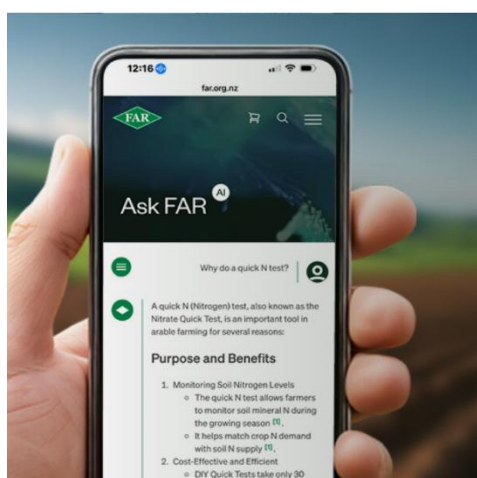 12:16
far.org.nz
FAR
Ask FAR AI
Why do a quick N test?
A quick N (Nitrogen) test, also known as the
Nitrate Quick Test, is an important tool in
arable farming for several reasons:
Purpose and Benefits
1. Monitoring Soil Nitrogen Levels
The quick N test allows farmers
to monitor soil mineral N during
the growing season [1].
It helps match crop N demand
with soil N supply [1].
2. Cost-Effective and Efficient
DIY Quick Tests take only 30